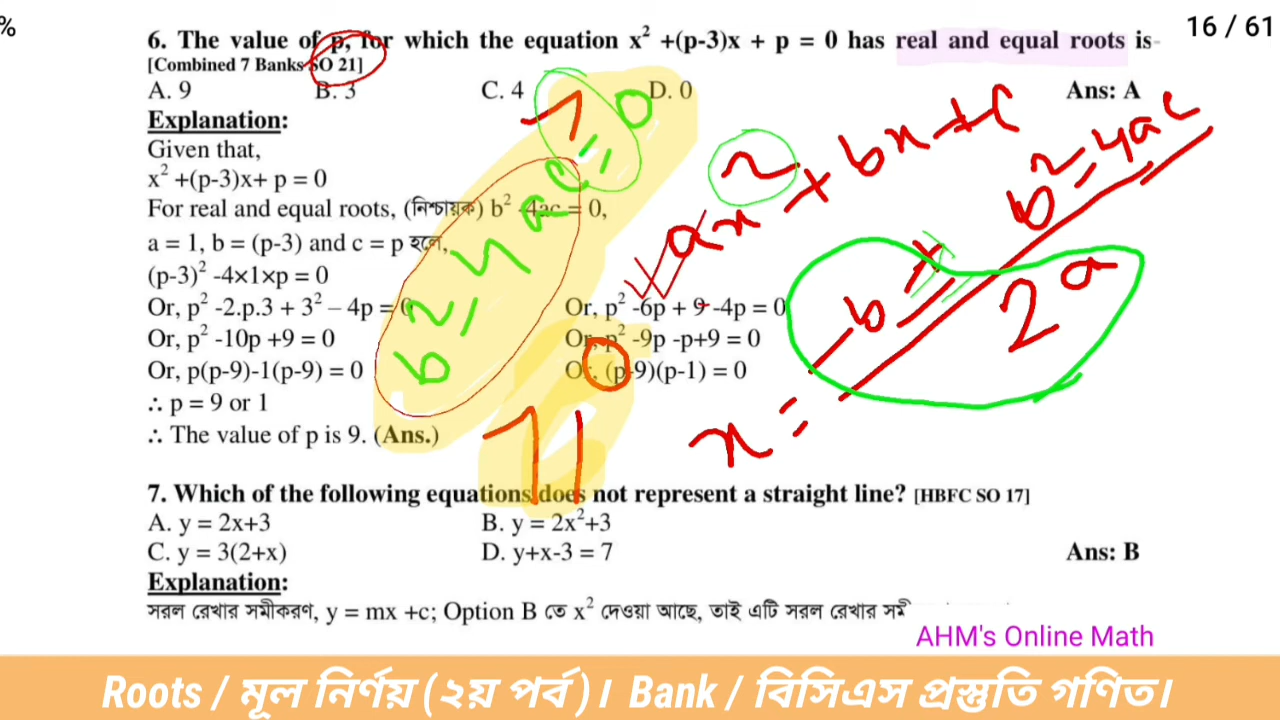 %
16 / 61
6. The value of p, for which the equation x² +(p-3)x + p = 0 has real and equal roots is-
[Combined 7 Banks SO 21]
A. 9 B. 3 C. 4 D. 0 Ans: A
Explanation:
Given that,
x² +(p-3)x+ p = 0
For real and equal roots, (নিশ্চায়ক) b² -4ac = 0,
a = 1, b = (p-3) and c = p হলে,
(p-3)² -4×1×p = 0
Or, p² -2.p.3 + 3² – 4p = 0 Or, p² -6p + 9 -4p = 0
Or, p² -10p +9 = 0 Or, p² -9p -p+9 = 0
Or, p(p-9)-1(p-9) = 0 Or, (p-9)(p-1) = 0
∴ p = 9 or 1
∴ The value of p is 9. (Ans.)
b² - 4ac = 0
ax² + bx + c
x = -b ± b² - 4ac
2a
7. Which of the following equations does not represent a straight line? [HBFC SO 17]
A. y = 2x+3 B. y = 2x²+3
C. y = 3(2+x) D. y+x-3 = 7 Ans: B
Explanation:
সরল রেখার সমীকরণ, y = mx +c; Option B তে x² দেওয়া আছে, তাই এটি সরল রেখার
AHM's Online Math
Roots / মূল নির্ণয় (২য় পর্ব)। Bank / বিসিএস প্রস্তুতি গণিত।